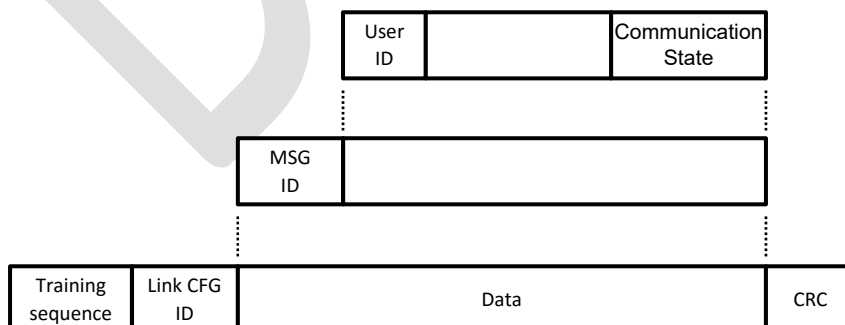 User
ID
Communication
State
MSG
ID
Training
sequence
Link CFG
ID
Data
CRC